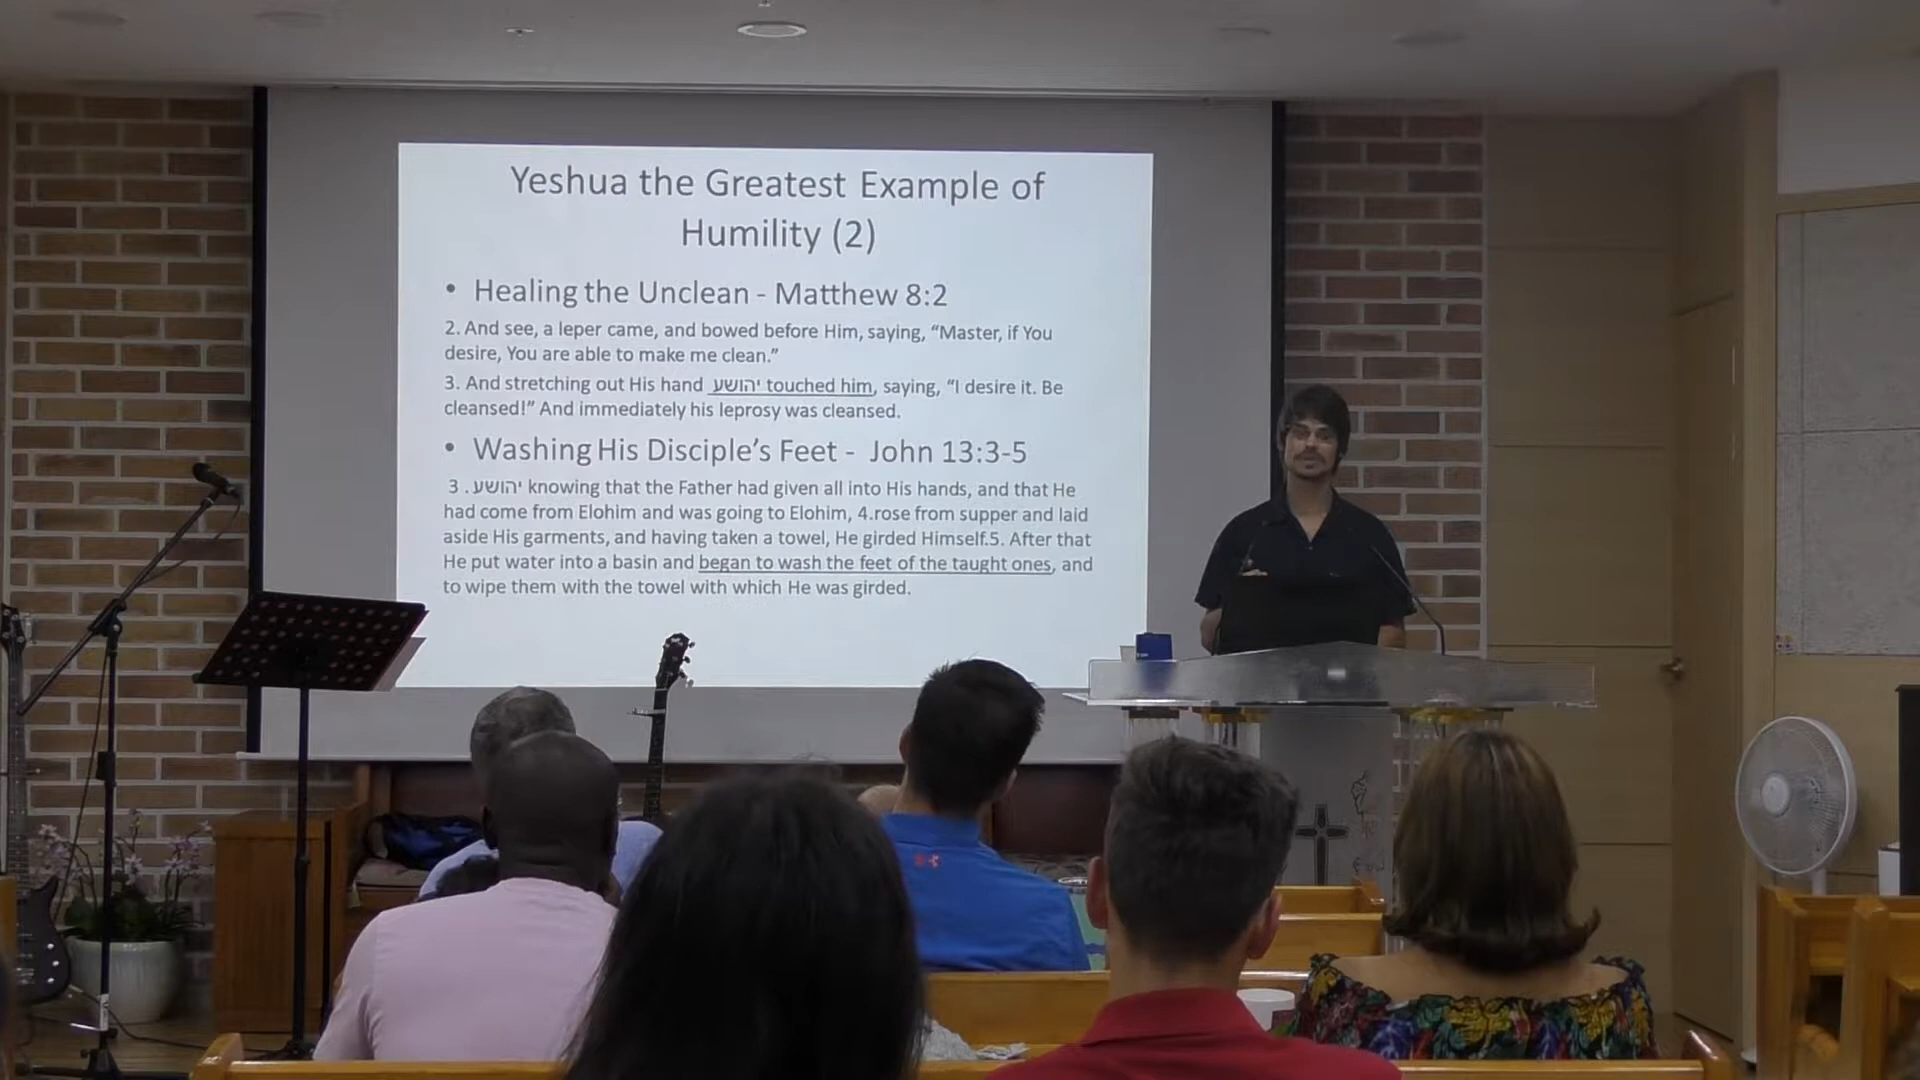 Yeshua the Greatest Example of
Humility (2)
• Healing the Unclean - Matthew 8:2
2. And see, a leper came, and bowed before Him, saying, “Master, if You
desire, You are able to make me clean.”
3. And stretching out His hand יהושע touched him, saying, “I desire it. Be
cleansed!” And immediately his leprosy was cleansed.
• Washing His Disciple’s Feet - John 13:3-5
3 . יהושע knowing that the Father had given all into His hands, and that He
had come from Elohim and was going to Elohim, 4.rose from supper and laid
aside His garments, and having taken a towel, He girded Himself.5. After that
He put water into a basin and began to wash the feet of the taught ones, and
to wipe them with the towel with which He was girded.